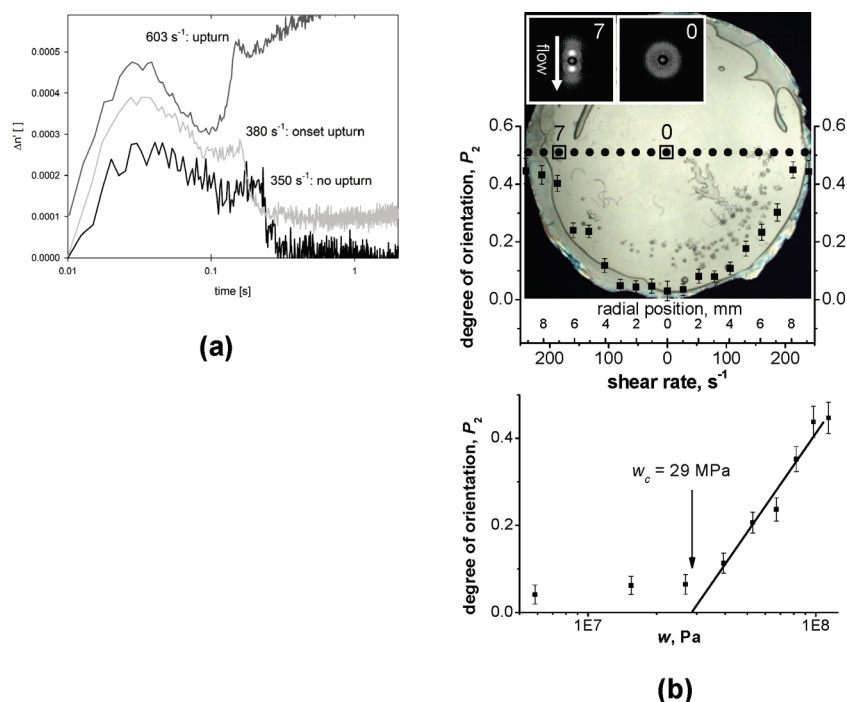 0.0005
0.0004
0.0003
0.0002
0.0001
0.0000
Δn' [ ]
603 s⁻¹: upturn
380 s⁻¹: onset upturn
350 s⁻¹: no upturn
0.01 0.1 1
time [s]
(a)
7 0
flow
0.6 0.6
7 0
0.4 0.4
0.2 0.2
0.0 0.0
degree of orientation, P₂
radial position, mm
8 6 4 2 0 2 4 6 8
200 100 0 100 200
shear rate, s⁻¹
0.4
0.2
0.0
degree of orientation, P₂
w_c = 29 MPa
1E7 1E8
w, Pa
(b)